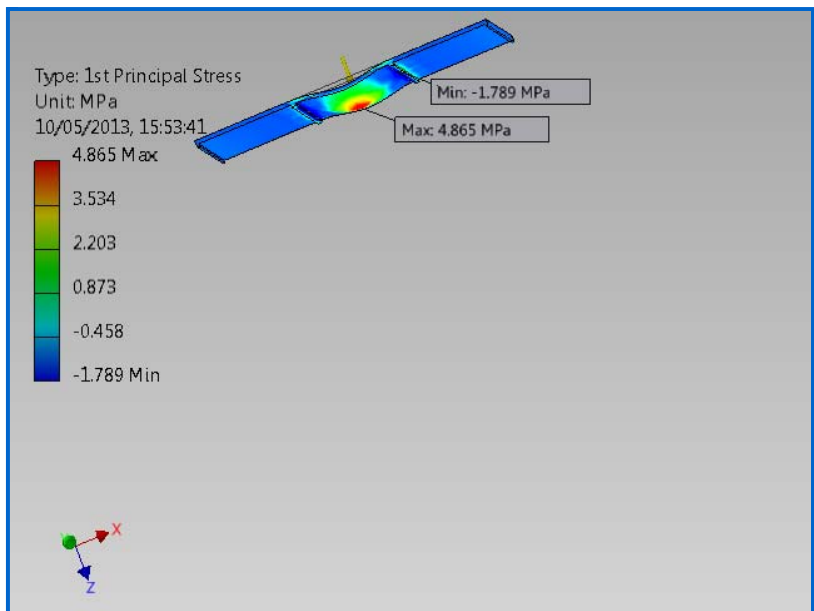 Type: 1st Principal Stress
Unit: MPa
10/05/2013, 15:53:41
4.865 Max
3.534
2.203
0.873
-0.458
-1.789 Min
Min: -1.789 MPa
Max: 4.865 MPa
X
Z